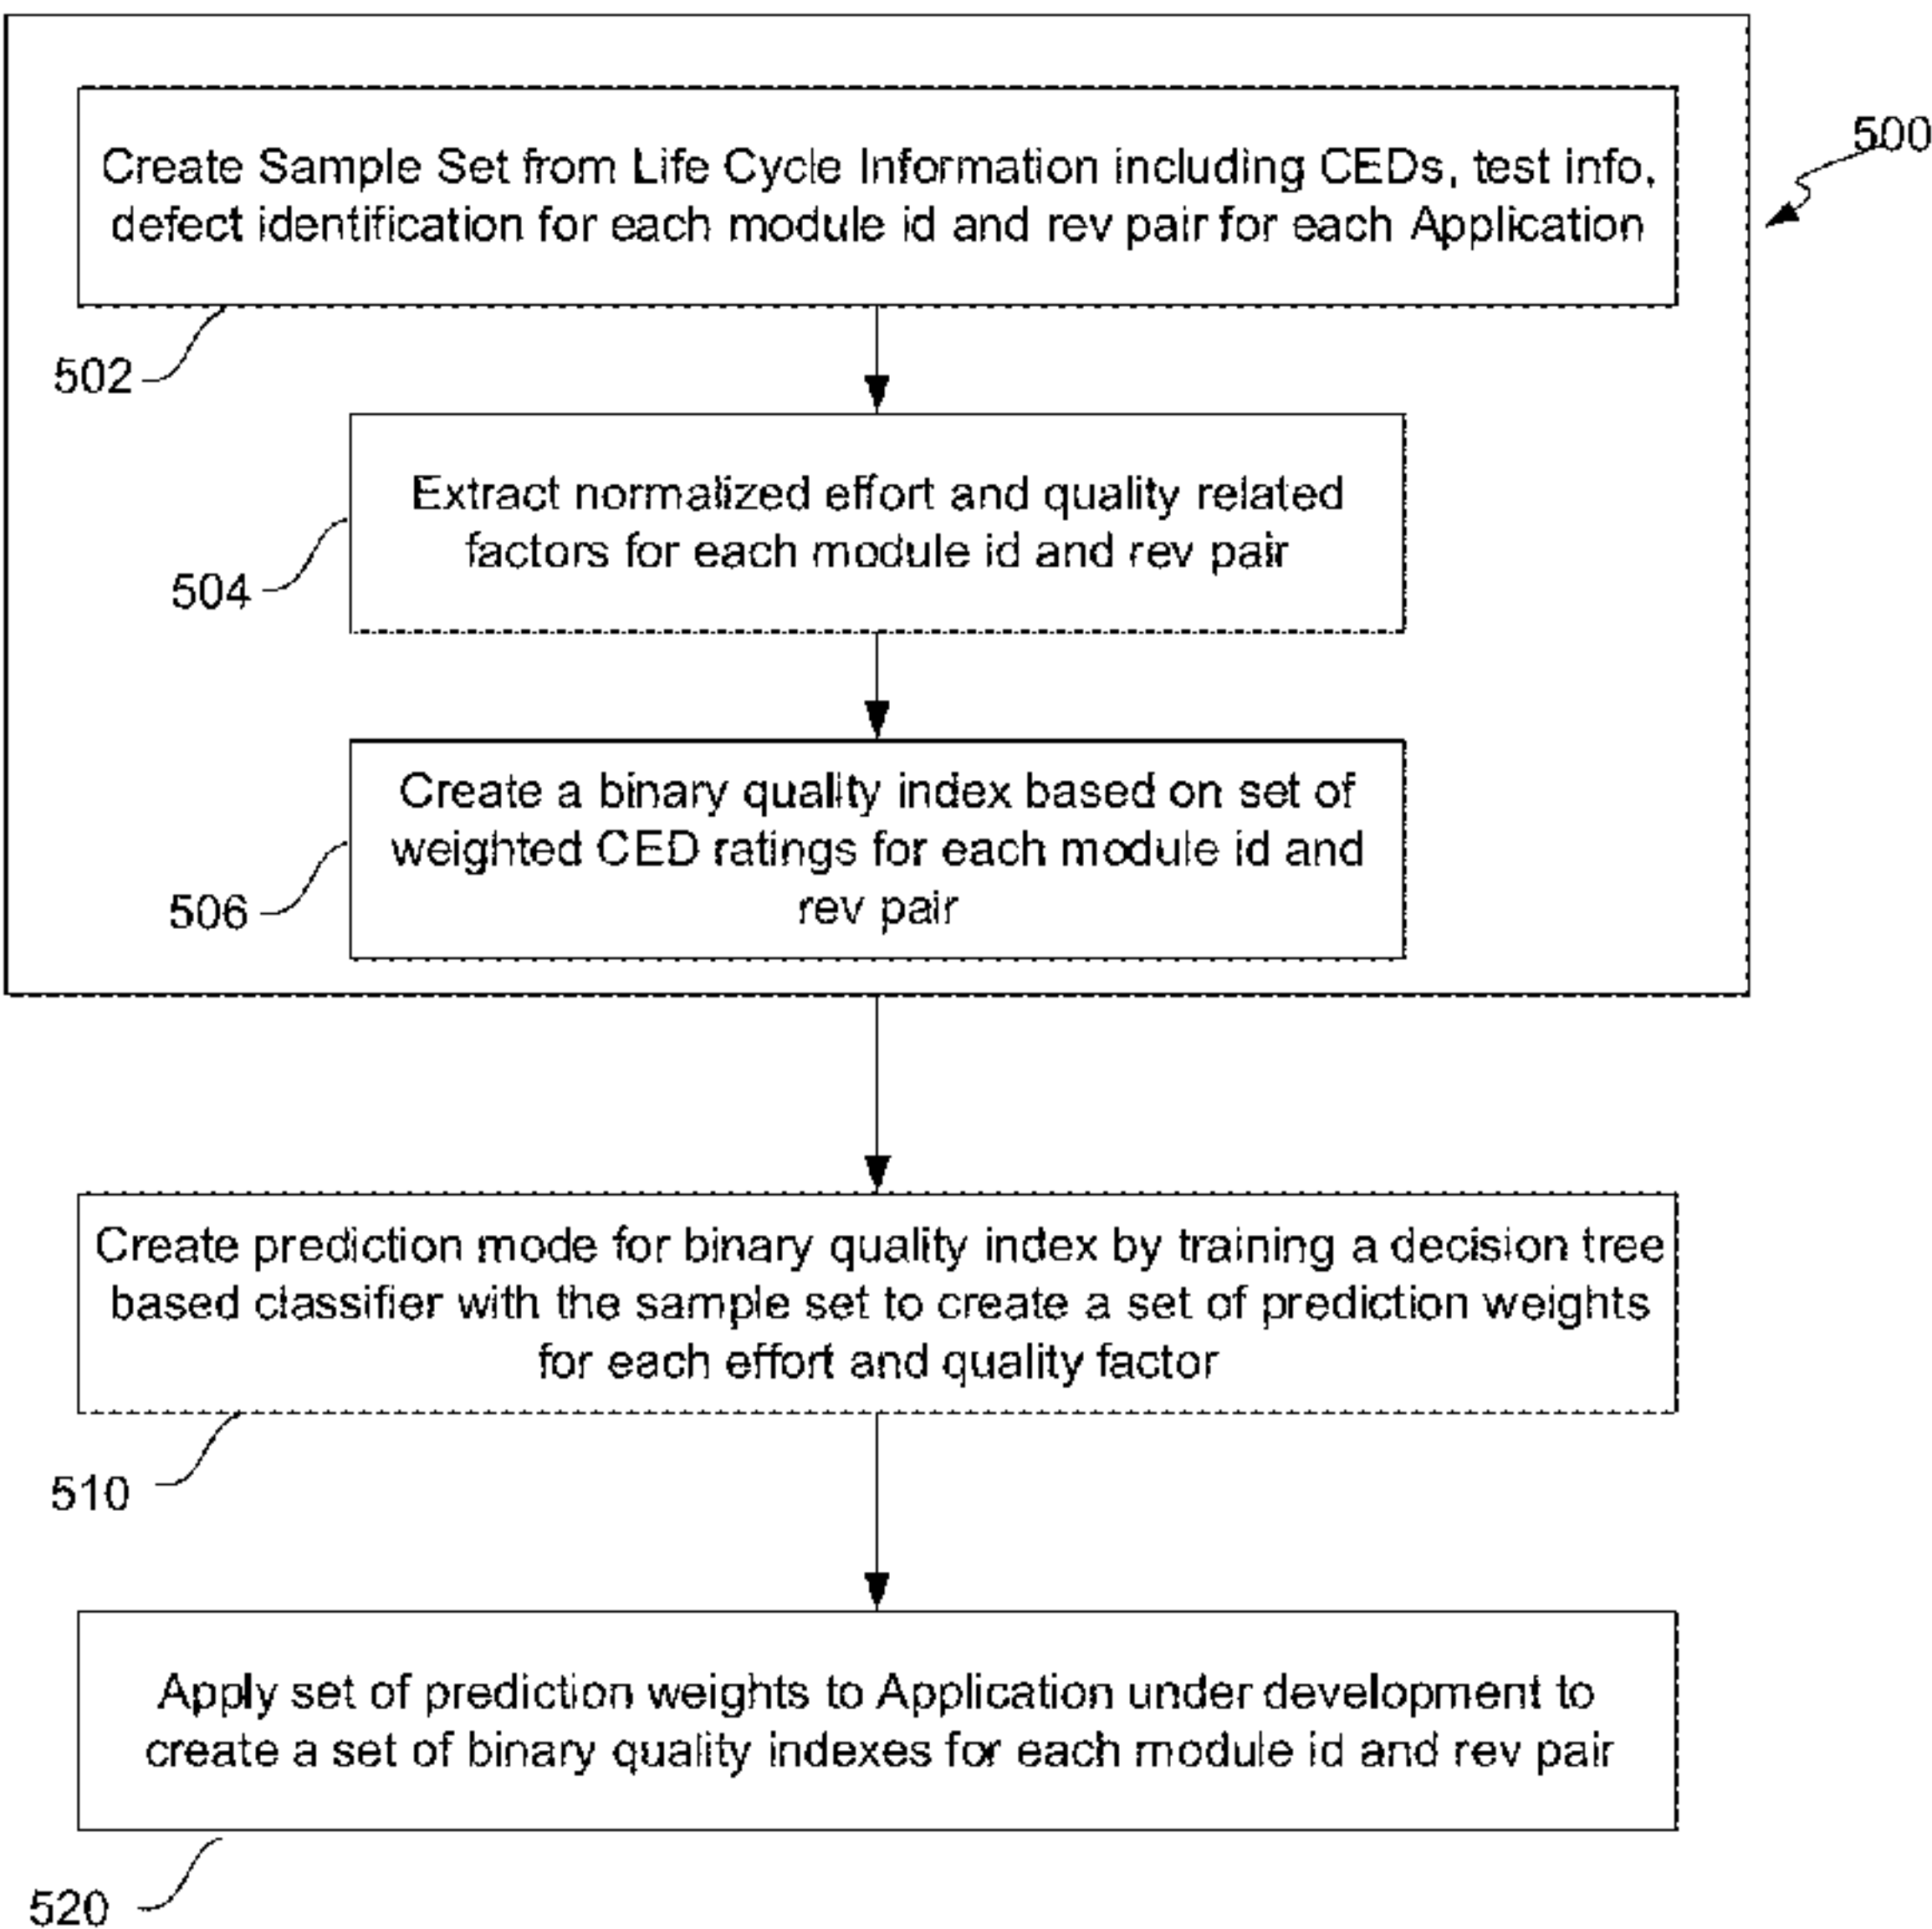 500
Create Sample Set from Life Cycle Information including CEDs, test info,
defect identification for each module id and rev pair for each Application
502
Extract normalized effort and quality related
factors for each module id and rev pair
504
Create a binary quality index based on set of
weighted CED ratings for each module id and
rev pair
506
Create prediction mode for binary quality index by training a decision tree
based classifier with the sample set to create a set of prediction weights
for each effort and quality factor
510
Apply set of prediction weights to Application under development to
create a set of binary quality indexes for each module id and rev pair
520